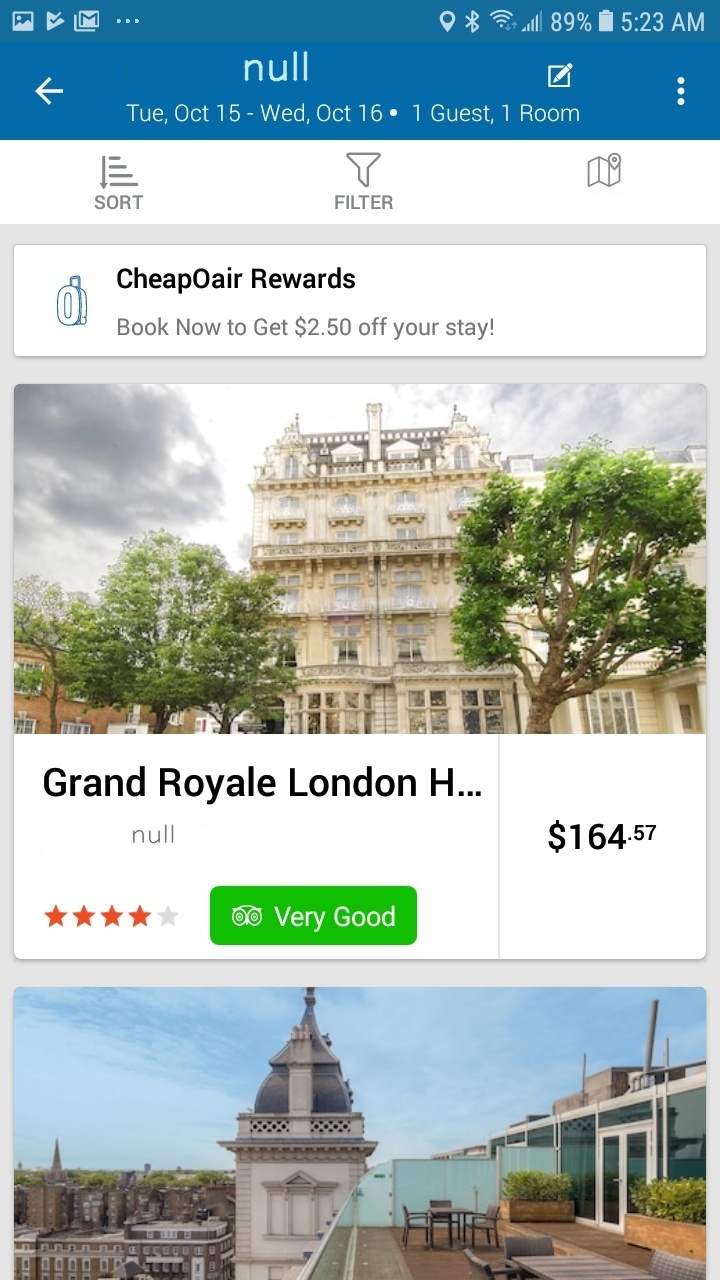 89% 5:23 AM
null
Tue, Oct 15 - Wed, Oct 16 • 1 Guest, 1 Room
SORT
FILTER
CheapOair Rewards
Book Now to Get $2.50 off your stay!
Grand Royale London H...
null
$164.57
Very Good